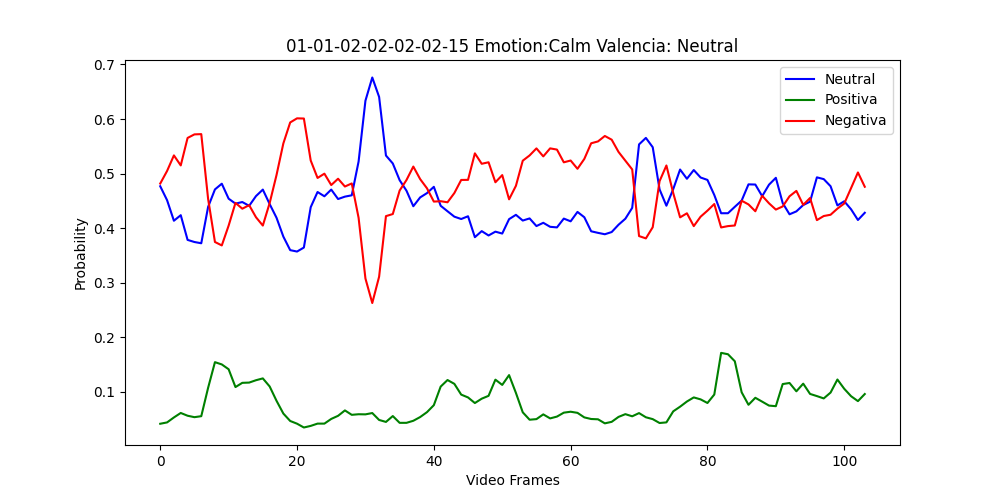 01-01-02-02-02-02-15 Emotion:Calm Valencia: Neutral
Neutral
Positiva
Negativa
Probability
0.7
0.6
0.5
0.4
0.3
0.2
0.1
0 20 40 60 80 100
Video Frames